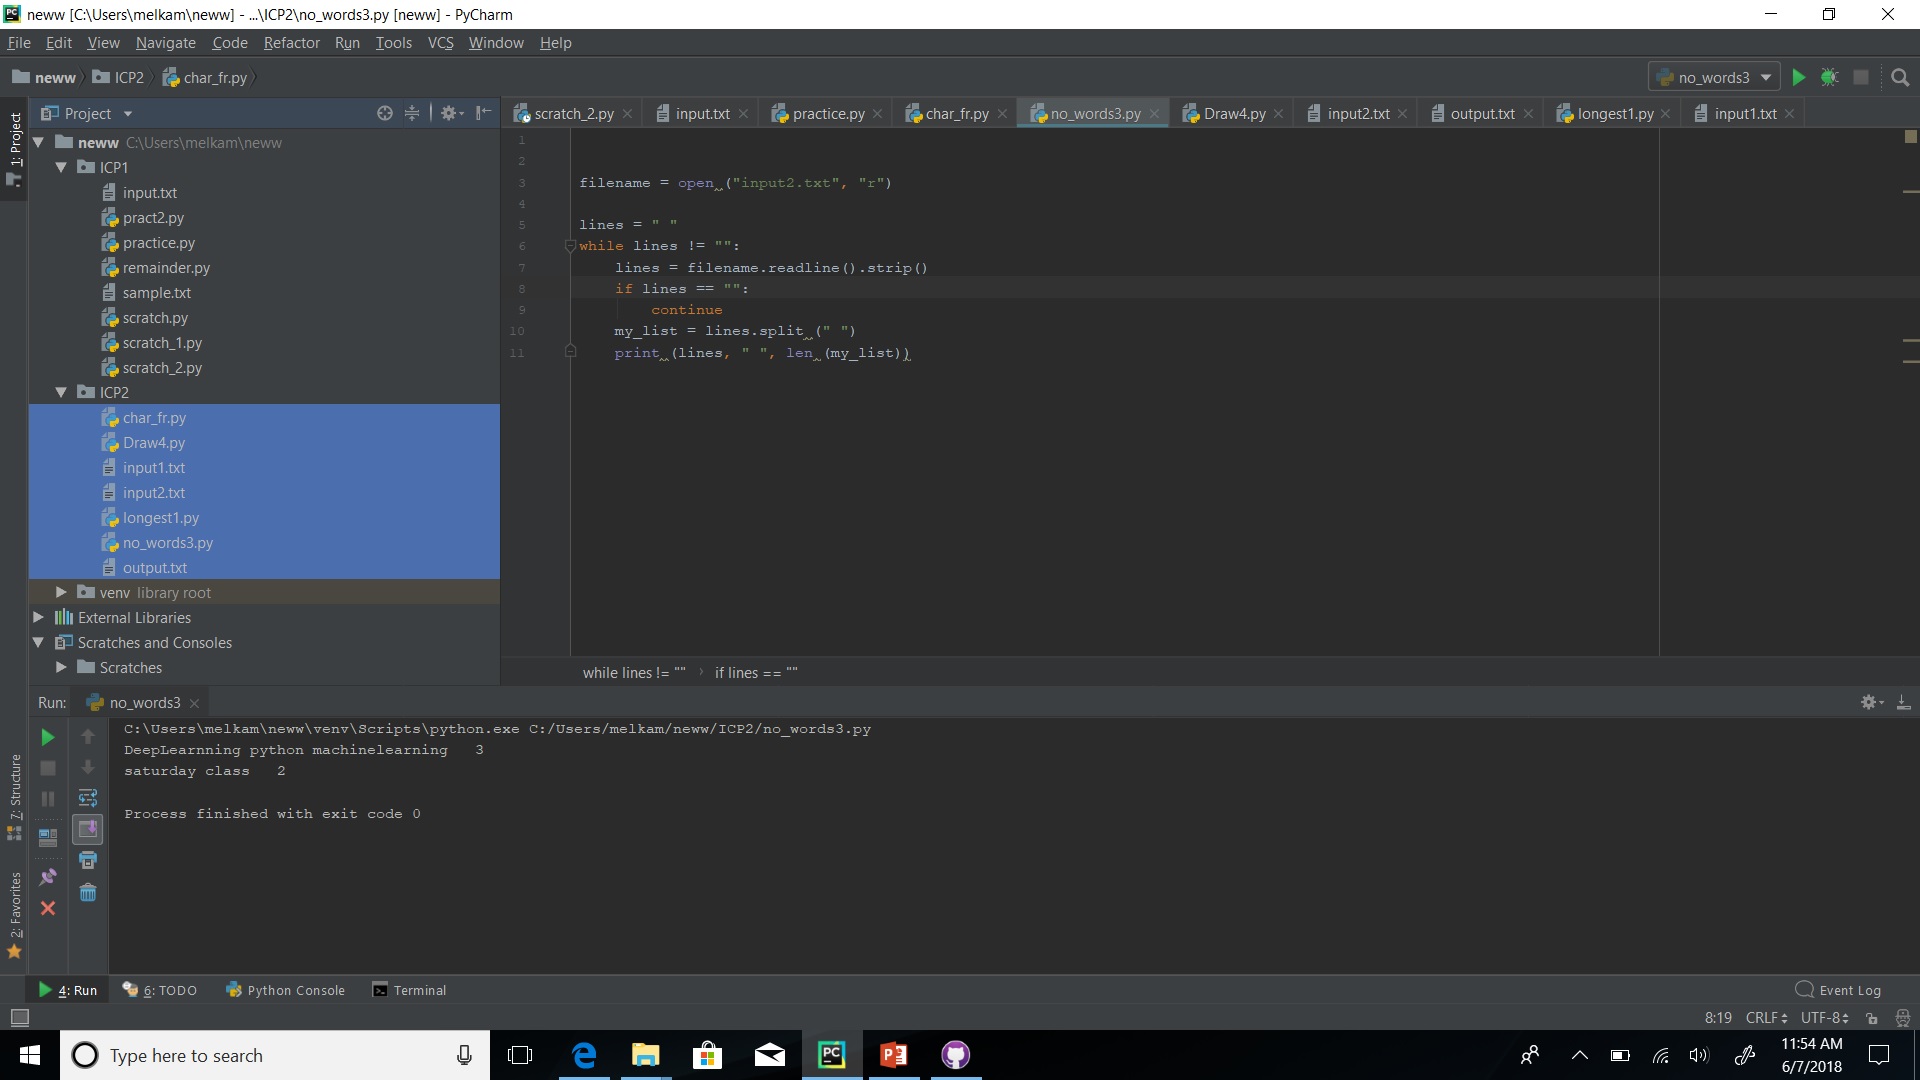 neww [C:\Users\melkam\neww] - ...\ICP2\no_words3.py [neww] - PyCharm
File Edit View Navigate Code Refactor Run Tools VCS Window Help
neww ICP2 char_fr.py no_words3
Project scratch_2.py input.txt practice.py char_fr.py no_words3.py Draw4.py input2.txt output.txt longest1.py input1.txt
1: Project
neww C:\Users\melkam\neww
ICP1
input.txt
pract2.py
practice.py
remainder.py
sample.txt
scratch.py
scratch_1.py
scratch_2.py
ICP2
char_fr.py
Draw4.py
input1.txt
input2.txt
longest1.py
no_words3.py
output.txt
venv library root
External Libraries
Scratches and Consoles
Scratches
1
2
3 filename = open ("input2.txt", "r")
4
5 lines = " "
6 while lines != "":
7 lines = filename.readline().strip()
8 if lines == "":
9 continue
10 my_list = lines.split (" ")
11 print (lines, " ", len (my_list))
while lines != "" › if lines == ""
Run: no_words3
C:\Users\melkam\neww\venv\Scripts\python.exe C:/Users/melkam/neww/ICP2/no_words3.py
DeepLearnning python machinelearning 3
saturday class 2
Process finished with exit code 0
7: Structure
2: Favorites
4: Run 6: TODO Python Console Terminal Event Log
8:19 CRLF UTF-8
Type here to search
PC
11:54 AM
6/7/2018